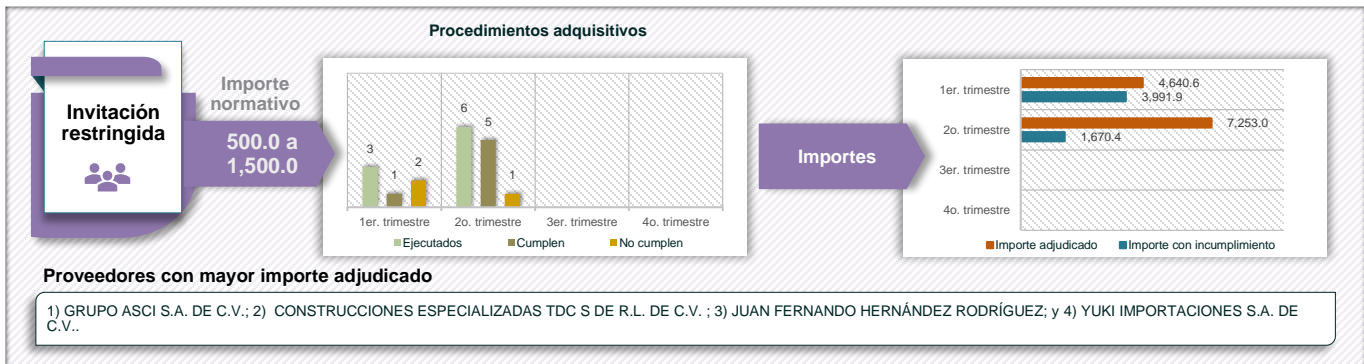 Procedimientos adquisitivos
Invitación
restringida
Importe
normativo
500.0 a
1,500.0
3
1
2
6
5
1
1er. trimestre
2o. trimestre
3er. trimestre
4o. trimestre
Ejecutados
Cumplen
No cumplen
Importes
1er. trimestre
4,640.6
3,991.9
2o. trimestre
7,253.0
1,670.4
3er. trimestre
4o. trimestre
Importe adjudicado
Importe con incumplimiento
Proveedores con mayor importe adjudicado
1) GRUPO ASCI S.A. DE C.V.; 2) CONSTRUCCIONES ESPECIALIZADAS TDC S DE R.L. DE C.V. ; 3) JUAN FERNANDO HERNÁNDEZ RODRÍGUEZ; y 4) YUKI IMPORTACIONES S.A. DE
C.V..